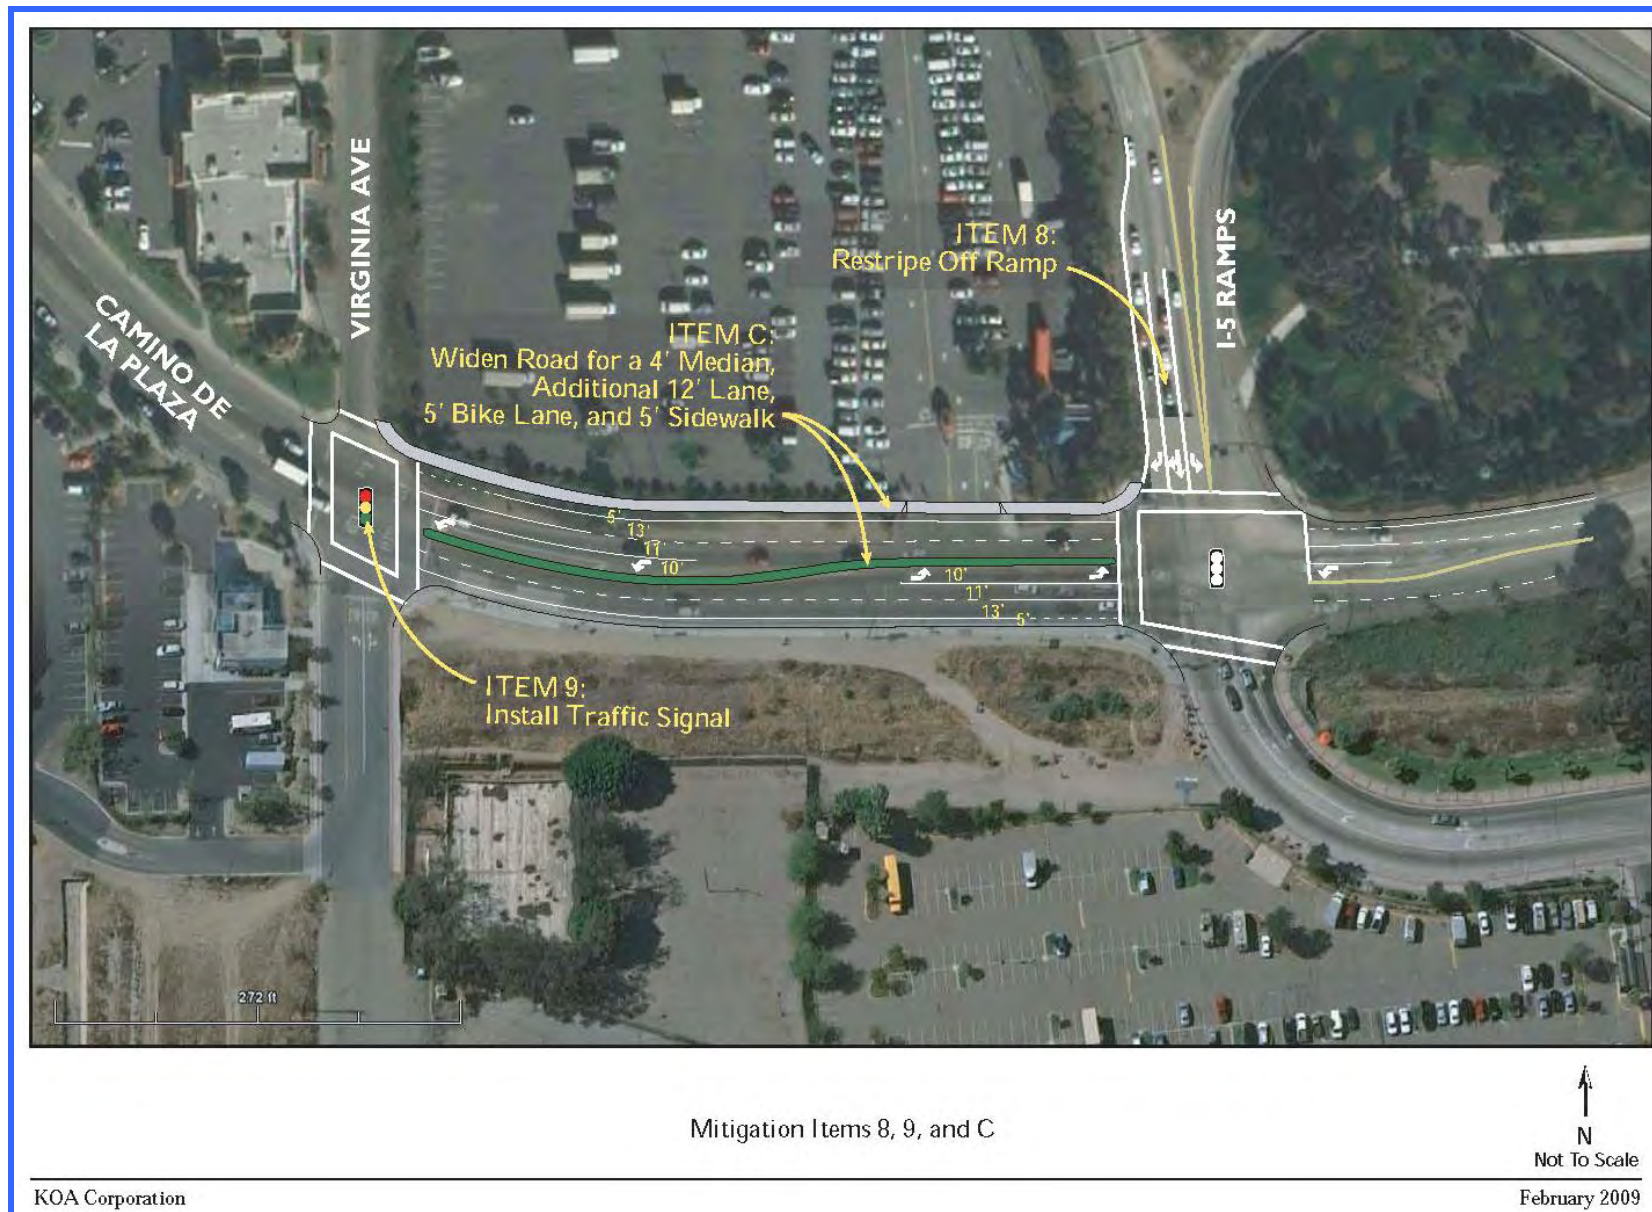 VIRGINIA AVE
CAMINO DE
LA PLAZA
ITEM 8:
Restripe Off Ramp
I-5 RAMPS
ITEM C:
Widen Road for a 4' Median,
Additional 12' Lane,
5' Bike Lane, and 5' Sidewalk
5'
13'
11'
10'
10'
11'
13'
5'
ITEM 9:
Install Traffic Signal
272 ft
Mitigation Items 8, 9, and C
N
Not To Scale
KOA Corporation
February 2009